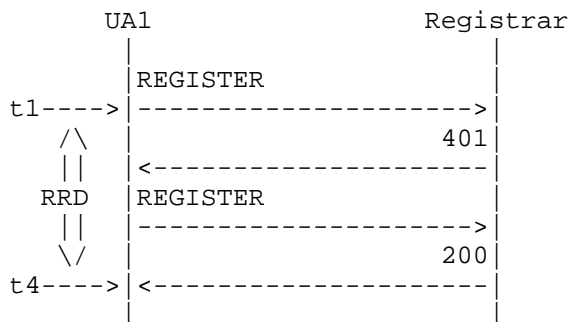 UA1                 Registrar
 |                      |
 |REGISTER              |
t1---->|--------------------->|
/\     |                   401|
||     |<---------------------|
RRD    |REGISTER              |
||     |--------------------->|
\/     |                   200|
t4---->|<---------------------|
 |                      |